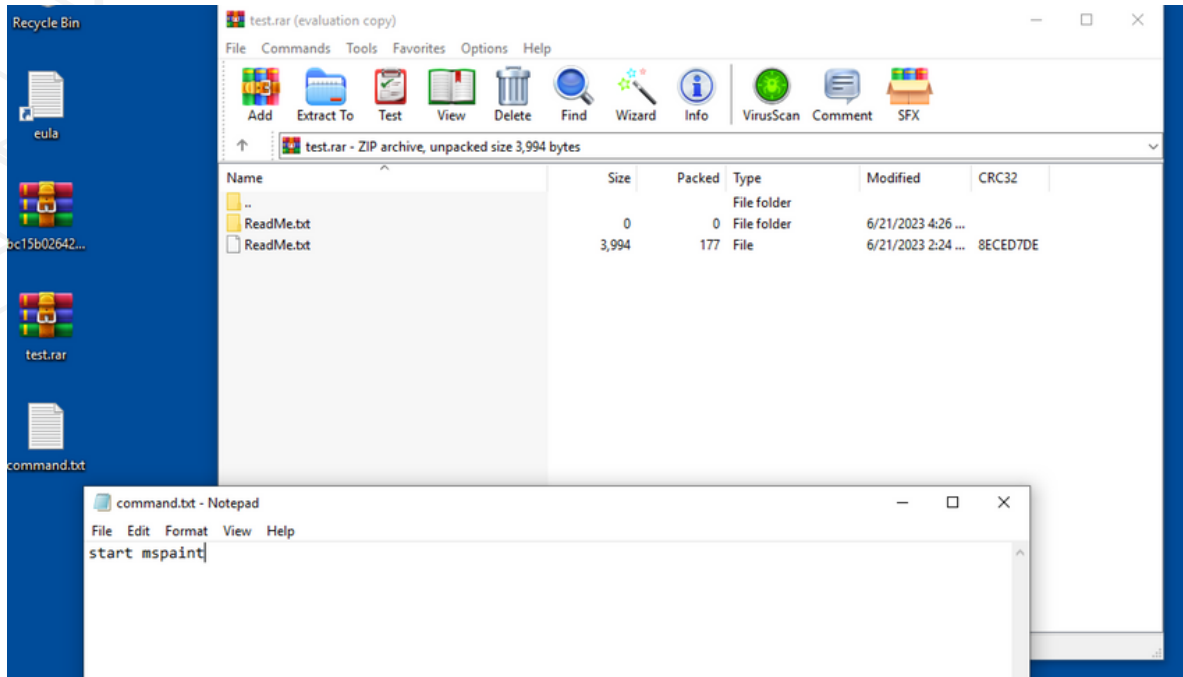 Recycle Bin
eula
bc15b02642...
test.rar
command.txt
test.rar (evaluation copy)
File Commands Tools Favorites Options Help
Add Extract To Test View Delete Find Wizard Info VirusScan Comment SFX
test.rar - ZIP archive, unpacked size 3,994 bytes
Name Size Packed Type Modified CRC32
.. File folder
ReadMe.txt 0 0 File folder 6/21/2023 4:26 ...
ReadMe.txt 3,994 177 File 6/21/2023 2:24 ... 8ECED7DE
command.txt - Notepad
File Edit Format View Help
start mspaint